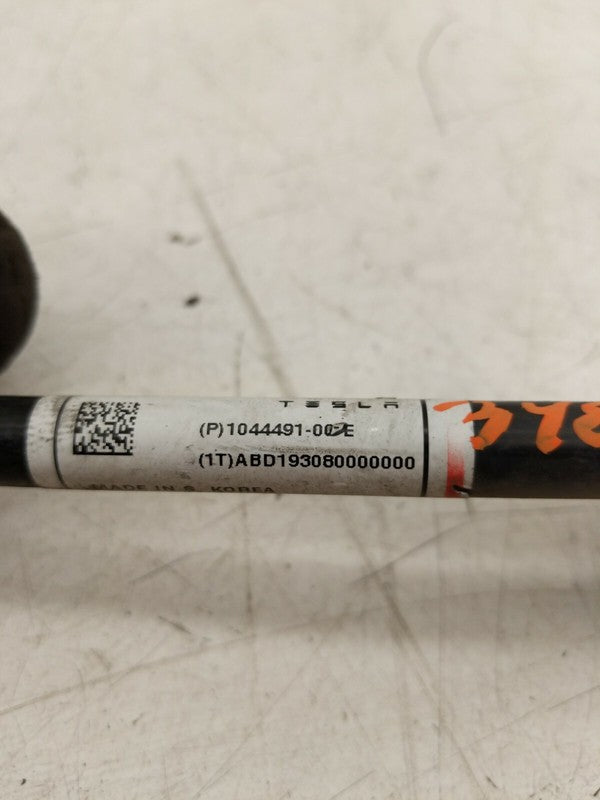 TESLA
(P)1044491-00-E
(1T)ABD193080000000
MADE IN S. KOREA